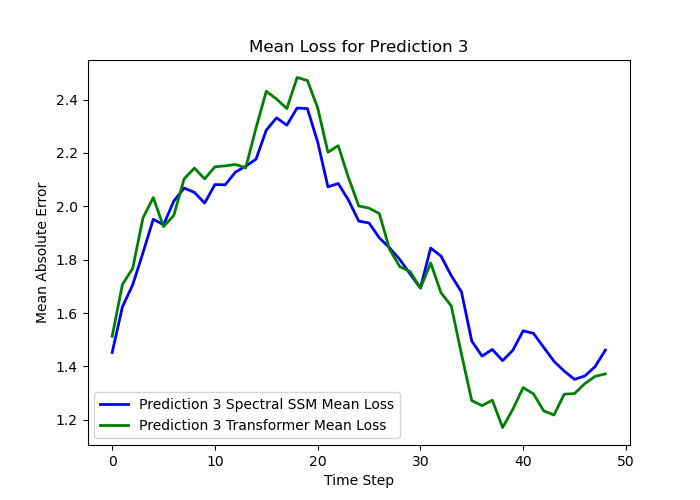 Mean Loss for Prediction 3
Mean Absolute Error
2.4
2.2
2.0
1.8
1.6
1.4
1.2
Prediction 3 Spectral SSM Mean Loss
Prediction 3 Transformer Mean Loss
0 10 20 30 40 50
Time Step